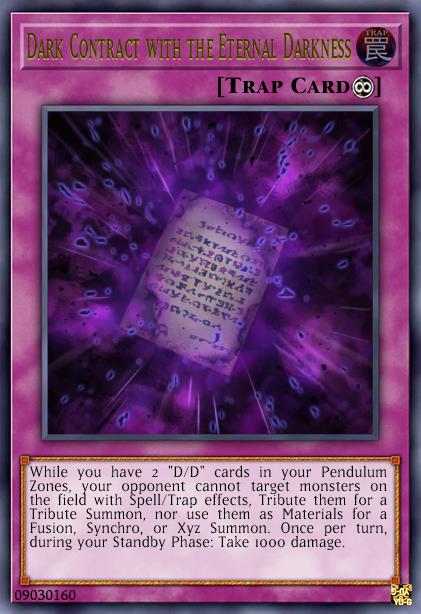 Dark Contract with the Eternal Darkness
TRAP
罠
[Trap Card]
While you have 2 "D/D" cards in your Pendulum
Zones, your opponent cannot target monsters on
the field with Spell/Trap effects, Tribute them for a
Tribute Summon, nor use them as Materials for a
Fusion, Synchro, or Xyz Summon. Once per turn,
during your Standby Phase: Take 1000 damage.
09030160